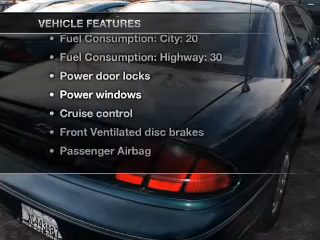 VEHICLE FEATURES
• Fuel Consumption: City: 20
• Fuel Consumption: Highway: 30
• Power door locks
• Power windows
• Cruise control
• Front Ventilated disc brakes
• Passenger Airbag